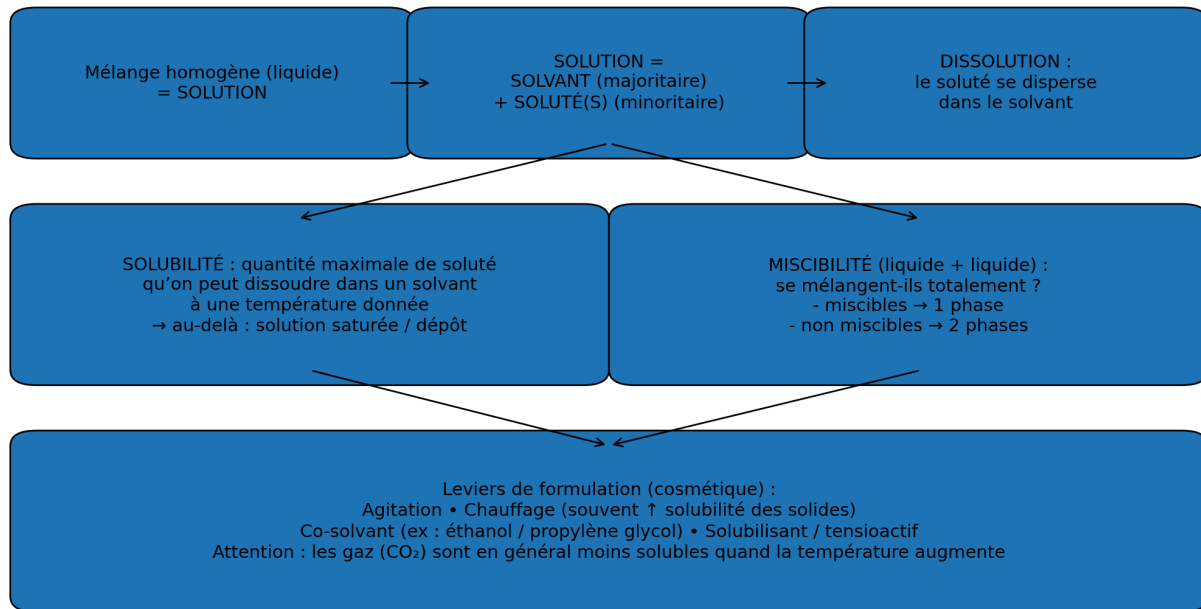 Mélange homogène (liquide)
= SOLUTION
SOLUTION =
SOLVANT (majoritaire)
+ SOLUTÉ(S) (minoritaire)
DISSOLUTION :
le soluté se disperse
dans le solvant
SOLUBILITÉ : quantité maximale de soluté
qu’on peut dissoudre dans un solvant
à une température donnée
→ au-delà : solution saturée / dépôt
MISCIBILITÉ (liquide + liquide) :
se mélangent-ils totalement ?
- miscibles → 1 phase
- non miscibles → 2 phases
Leviers de formulation (cosmétique) :
Agitation • Chauffage (souvent ↑ solubilité des solides)
Co-solvant (ex : éthanol / propylène glycol) • Solubilisant / tensioactif
Attention : les gaz (CO₂) sont en général moins solubles quand la température augmente